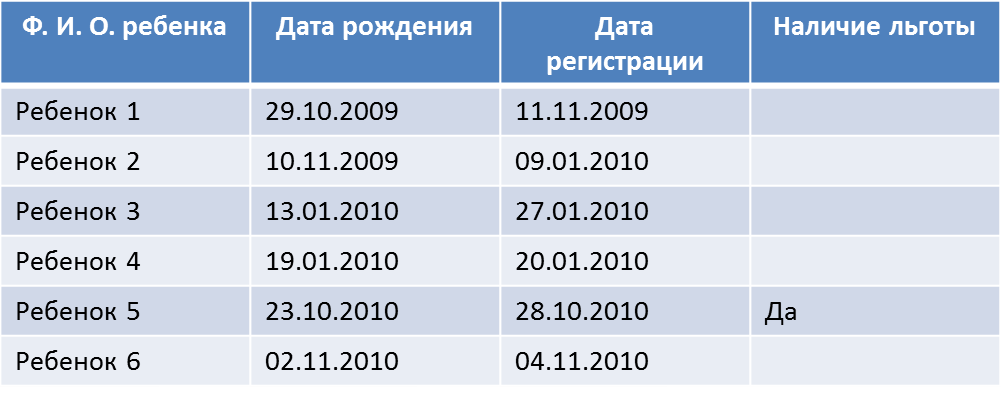 Ф. И. О. ребенка Дата рождения Дата регистрации Наличие льготы
Ребенок 1 29.10.2009 11.11.2009
Ребенок 2 10.11.2009 09.01.2010
Ребенок 3 13.01.2010 27.01.2010
Ребенок 4 19.01.2010 20.01.2010
Ребенок 5 23.10.2010 28.10.2010 Да
Ребенок 6 02.11.2010 04.11.2010